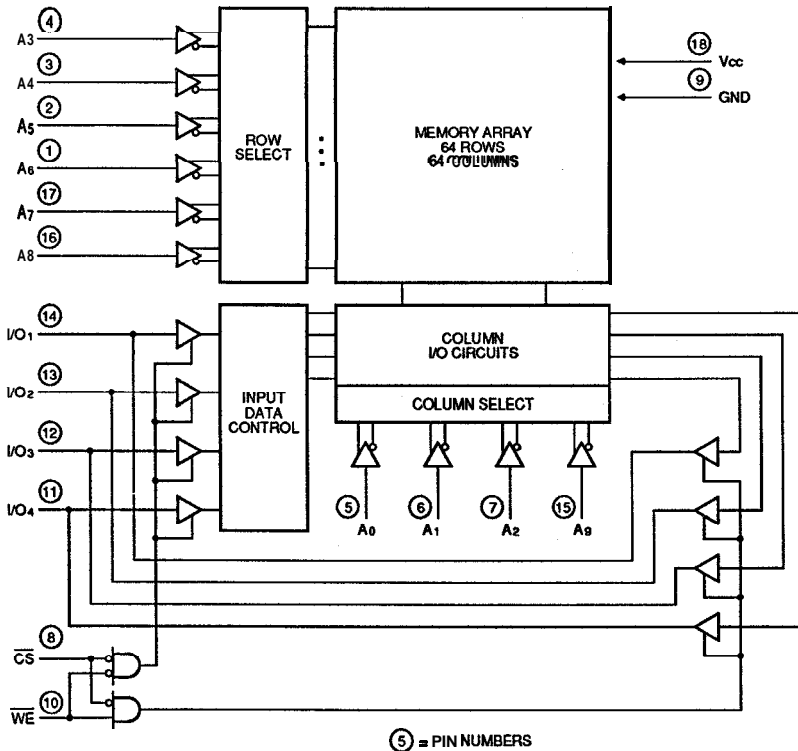 ④
A3
③
A4
②
A5
①
A6
⑰
A7
⑯
A8
ROW
SELECT
MEMORY ARRAY
64 ROWS
64 COLUMNS
⑱
Vcc
⑨
GND
⑭
I/O1
⑬
I/O2
⑫
I/O3
⑪
I/O4
INPUT
DATA
CONTROL
COLUMN
I/O CIRCUITS
COLUMN SELECT
⑤ ⑥ ⑦ ⑮
A0 A1 A2 A9
⑧
CS
⑩
WE
⑤ = PIN NUMBERS